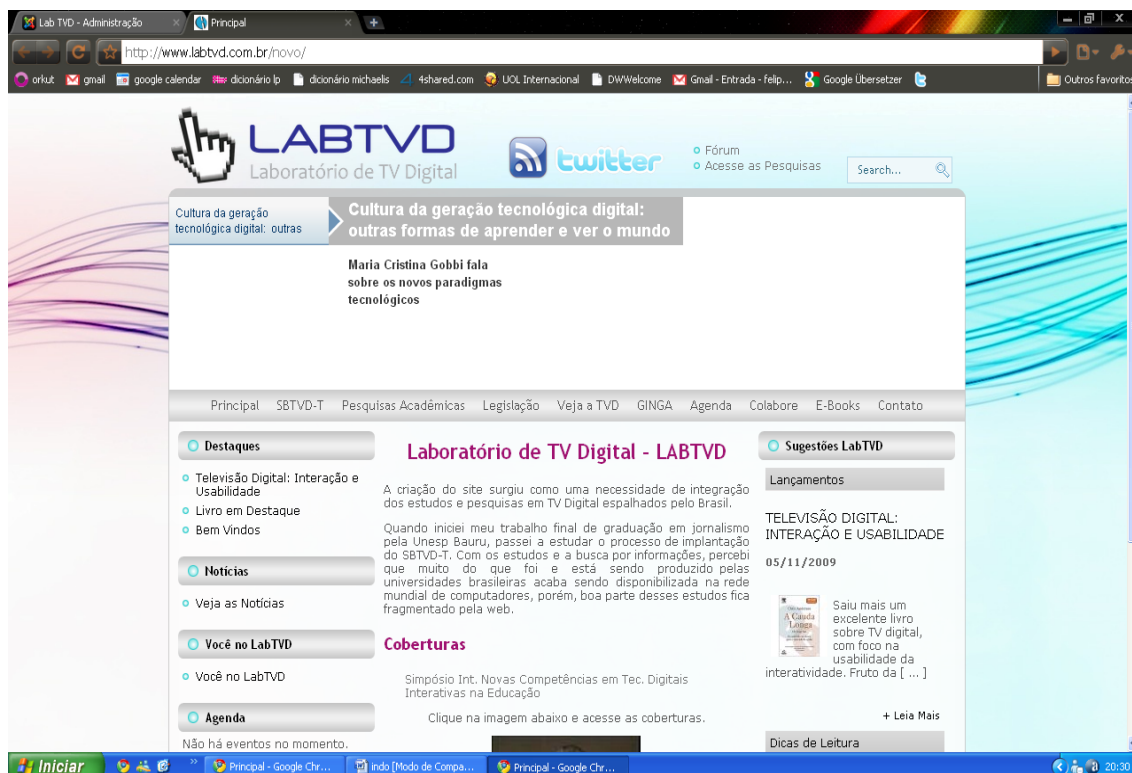 Lab TVD - Administração
Principal
http://www.labtvd.com.br/novo/
orkut
gmail
google calendar
dicionário lp
dicionário michaelis
4shared.com
UOL Internacional
DWWelcome
Gmail - Entrada - felip...
Google Übersetzer
Outros favoritos
LABTVD
Laboratório de TV Digital
twitter
Fórum
Acesse as Pesquisas
Search...
Cultura da geração
tecnológica digital: outras
Cultura da geração tecnológica digital:
outras formas de aprender e ver o mundo
Maria Cristina Gobbi fala
sobre os novos paradigmas
tecnológicos
Principal SBTVD-T Pesquisas Acadêmicas Legislação Veja a TVD GINGA Agenda Colabore E-Books Contato
Destaques
Televisão Digital: Interação e
Usabilidade
Livro em Destaque
Bem Vindos
Notícias
Veja as Notícias
Você no LabTVD
Você no LabTVD
Agenda
Não há eventos no momento.
Laboratório de TV Digital - LABTVD
A criação do site surgiu como uma necessidade de integração
dos estudos e pesquisas em TV Digital espalhados pelo Brasil.
Quando iniciei meu trabalho final de graduação em jornalismo
pela Unesp Bauru, passei a estudar o processo de implantação
do SBTVD-T. Com os estudos e a busca por informações, percebi
que muito do que foi e está sendo produzido pelas
universidades brasileiras acaba sendo disponibilizada na rede
mundial de computadores, porém, boa parte desses estudos fica
fragmentado pela web.
Coberturas
Simpósio Int. Novas Competências em Tec. Digitais
Interativas na Educação
Clique na imagem abaixo e acesse as coberturas.
Sugestões LabTVD
Lançamentos
TELEVISÃO DIGITAL:
INTERAÇÃO E USABILIDADE
05/11/2009
A Cauda
Longa
Saiu mais um
excelente livro
sobre TV digital,
com foco na
usabilidade da
interatividade. Fruto da [ ... ]
+ Leia Mais
Dicas de Leitura
Iniciar
Principal - Google Chr...
indo [Modo de Compa...
Principal - Google Chr...
20:30